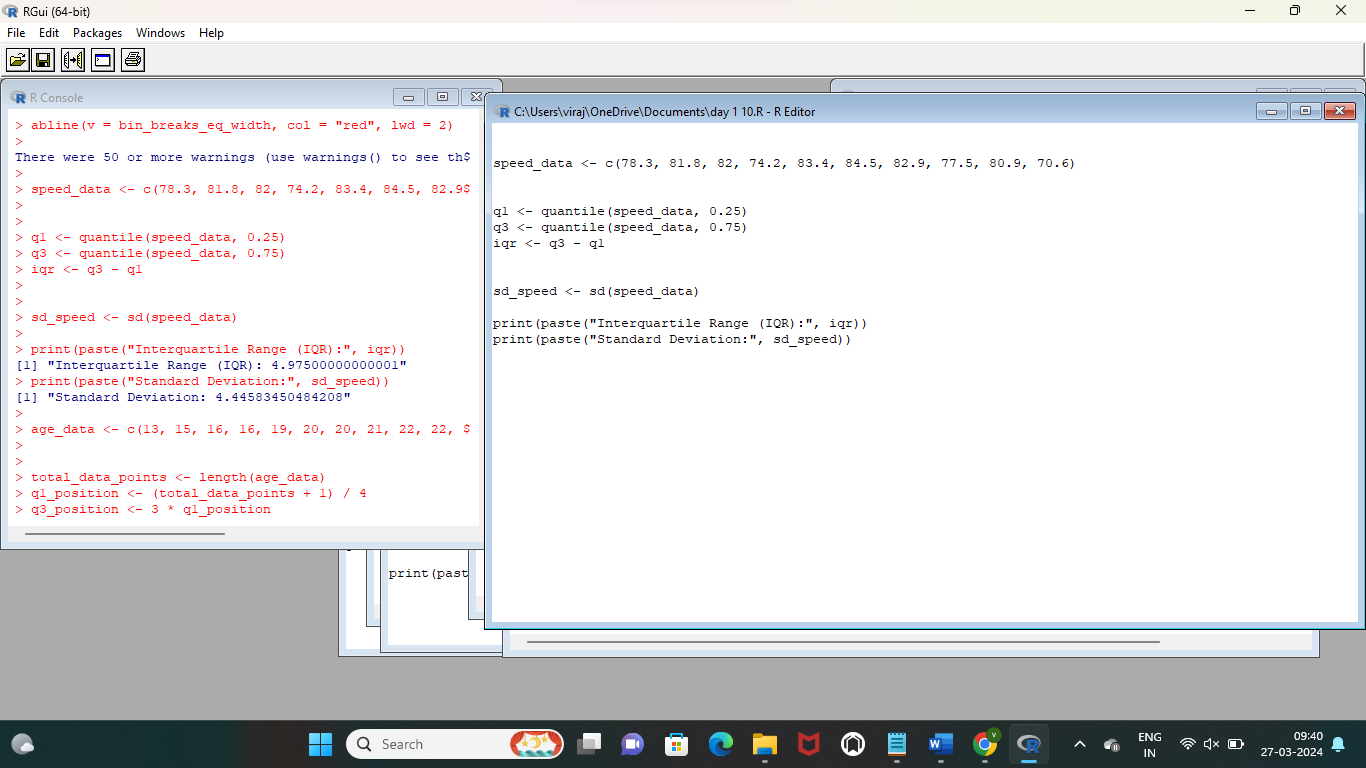 RGui (64-bit)
File Edit Packages Windows Help
R Console
> abline(v = bin_breaks_eq_width, col = "red", lwd = 2)
>
There were 50 or more warnings (use warnings() to see th$
>
> speed_data <- c(78.3, 81.8, 82, 74.2, 83.4, 84.5, 82.9$
>
>
> q1 <- quantile(speed_data, 0.25)
> q3 <- quantile(speed_data, 0.75)
> iqr <- q3 - q1
>
>
> sd_speed <- sd(speed_data)
>
> print(paste("Interquartile Range (IQR):", iqr))
[1] "Interquartile Range (IQR): 4.97500000000001"
> print(paste("Standard Deviation:", sd_speed))
[1] "Standard Deviation: 4.44583450484208"
>
> age_data <- c(13, 15, 16, 16, 19, 20, 20, 21, 22, 22, $
>
>
> total_data_points <- length(age_data)
> q1_position <- (total_data_points + 1) / 4
> q3_position <- 3 * q1_position
C:\Users\viraj\OneDrive\Documents\day 1 10.R - R Editor
speed_data <- c(78.3, 81.8, 82, 74.2, 83.4, 84.5, 82.9, 77.5, 80.9, 70.6)
q1 <- quantile(speed_data, 0.25)
q3 <- quantile(speed_data, 0.75)
iqr <- q3 - q1
sd_speed <- sd(speed_data)
print(paste("Interquartile Range (IQR):", iqr))
print(paste("Standard Deviation:", sd_speed))
print(past
Search
ENG
IN
09:40
27-03-2024